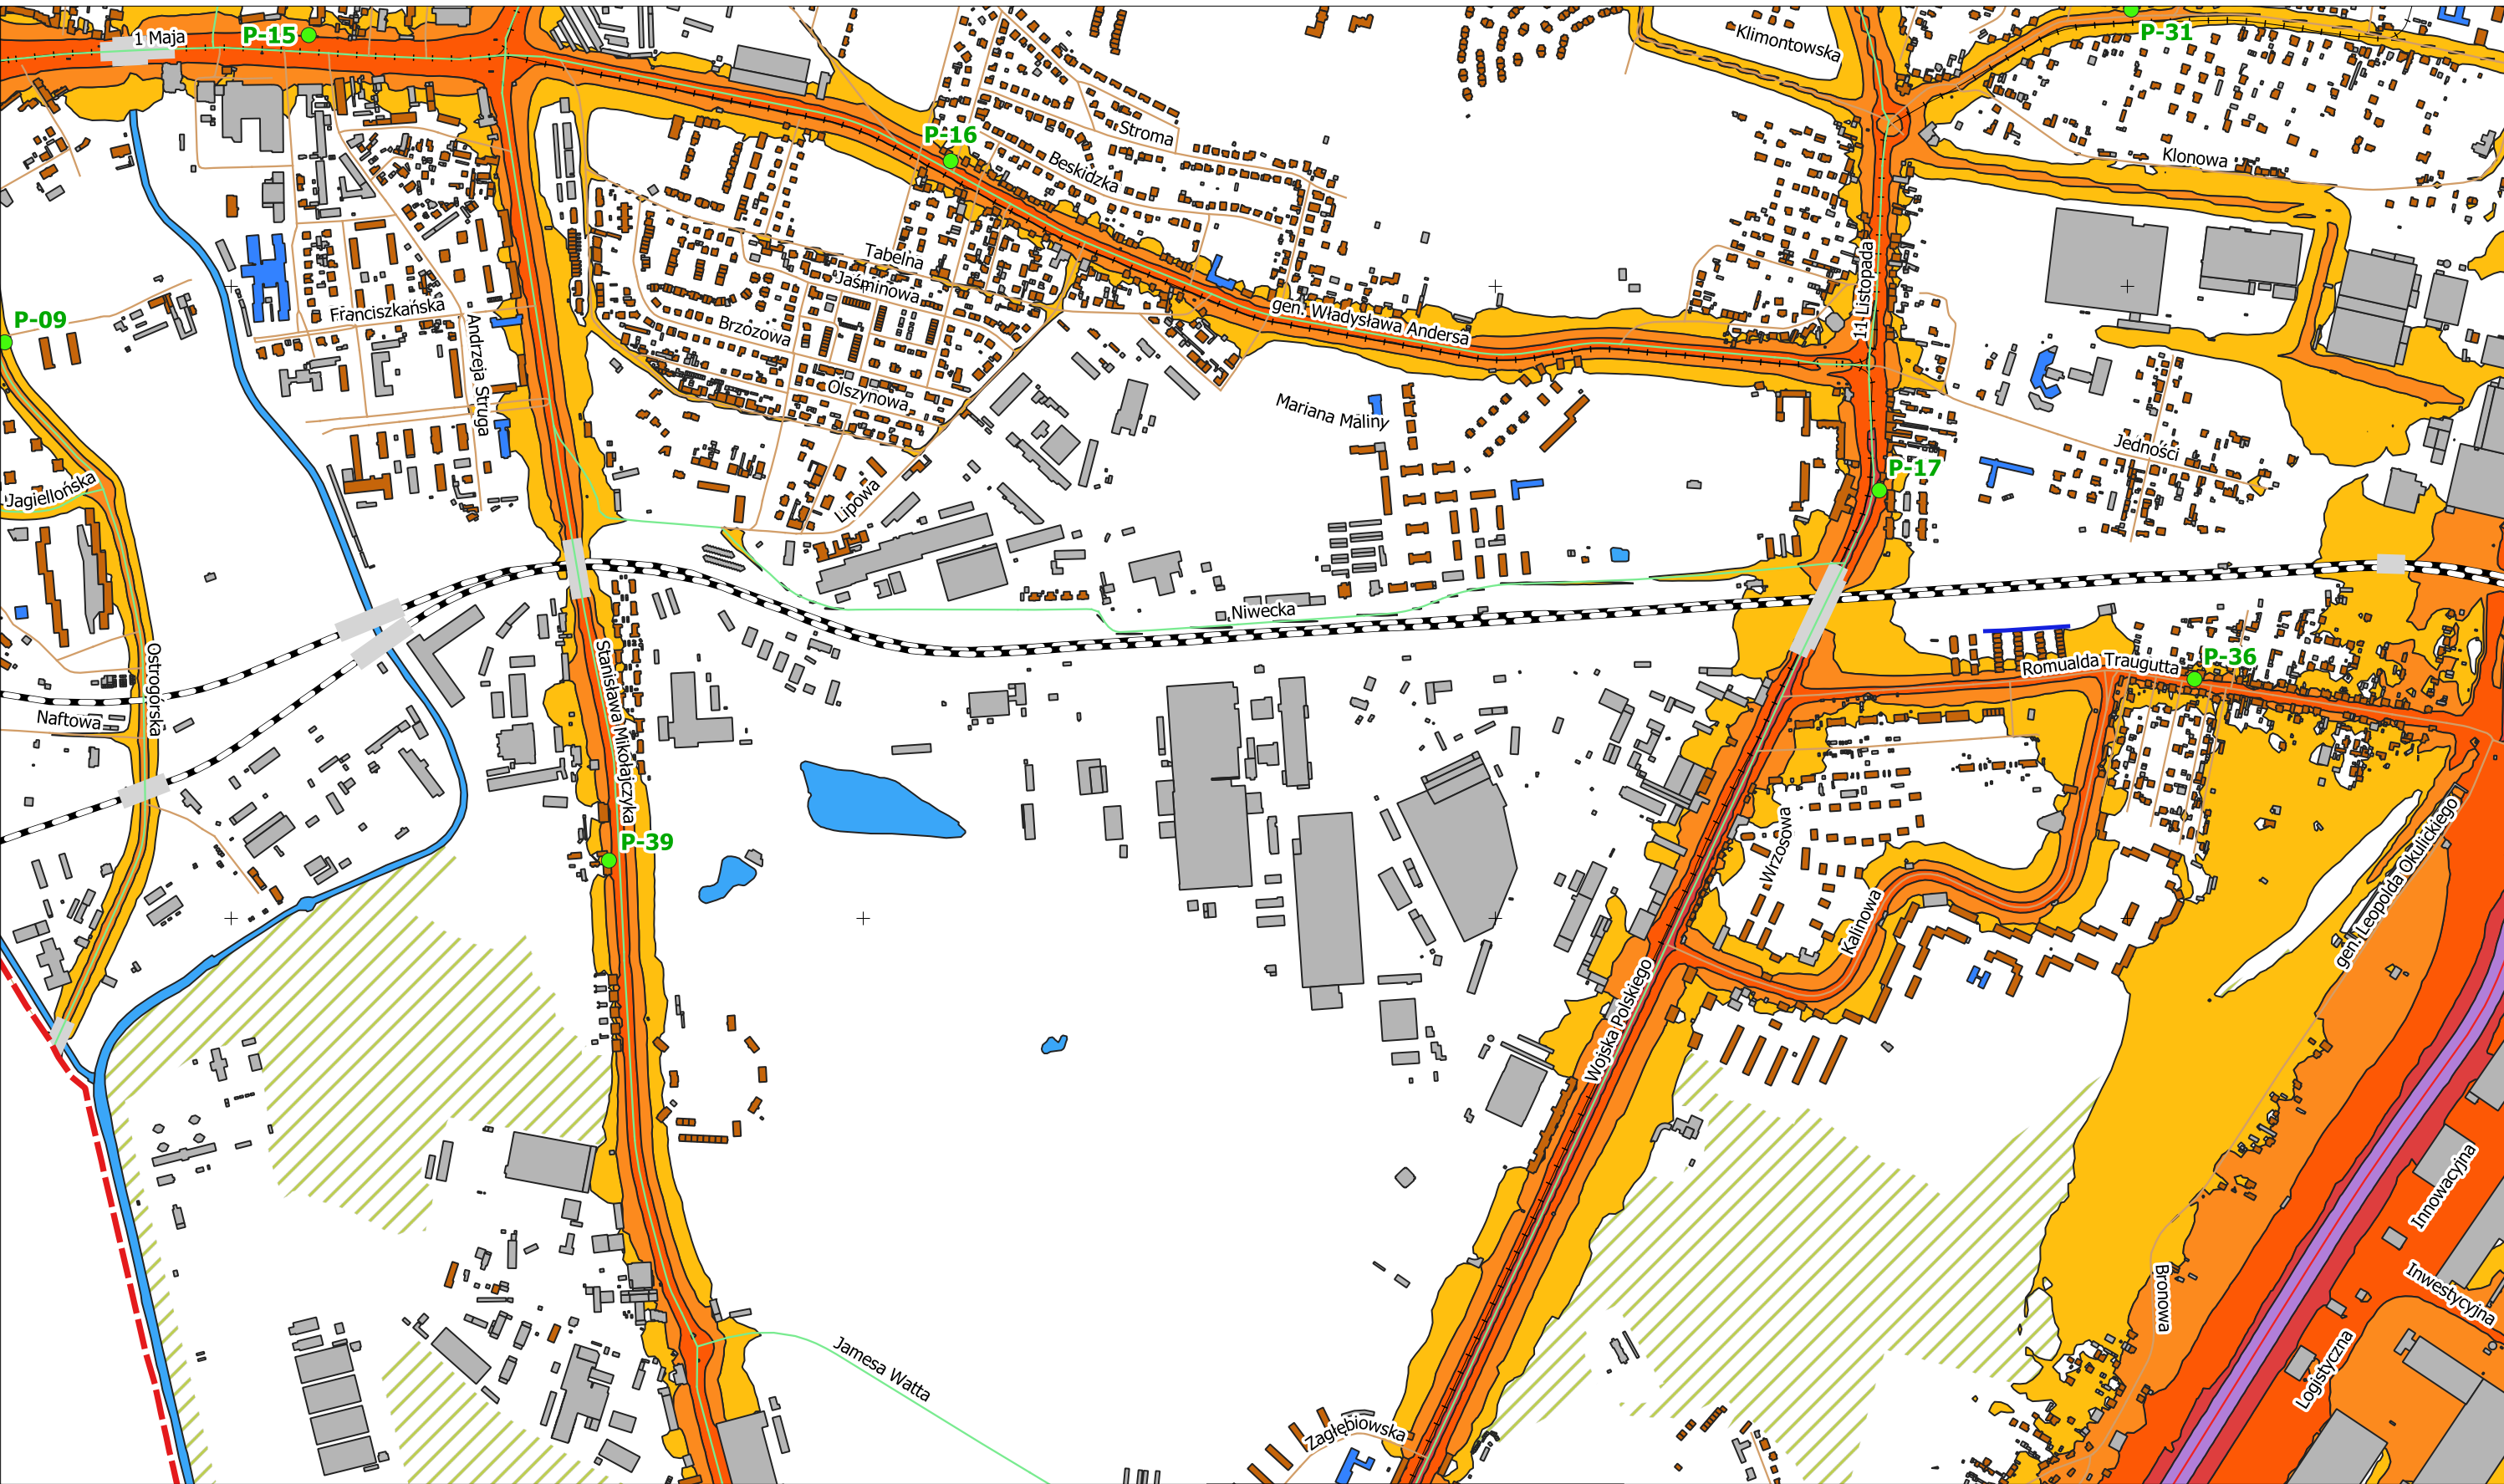 1 Maja
P-15
Klimontowska
P-31
P-16
Stroma
Beskidzka
Klonowa
Tabelna
Jaśminowa
Franciszkańska
P-09
Andrzeja Struga
Brzozowa
gen. Władysława Andersa
11 Listopada
Olszynowa
Mariana Maliny
Jedności
P-17
Jagiellońska
Lipowa
Niwecka
Ostrogórska
Stanisława Mikołajczyka
Romualda Traugutta
P-36
Naftowa
P-39
Wrzosowa
gen. Leopolda Okulickiego
Kalinowa
Wojska Polskiego
Innowacyjna
Inwestycyjna
Bronowa
Jamesa Watta
Logistyczna
Zagłębiowska